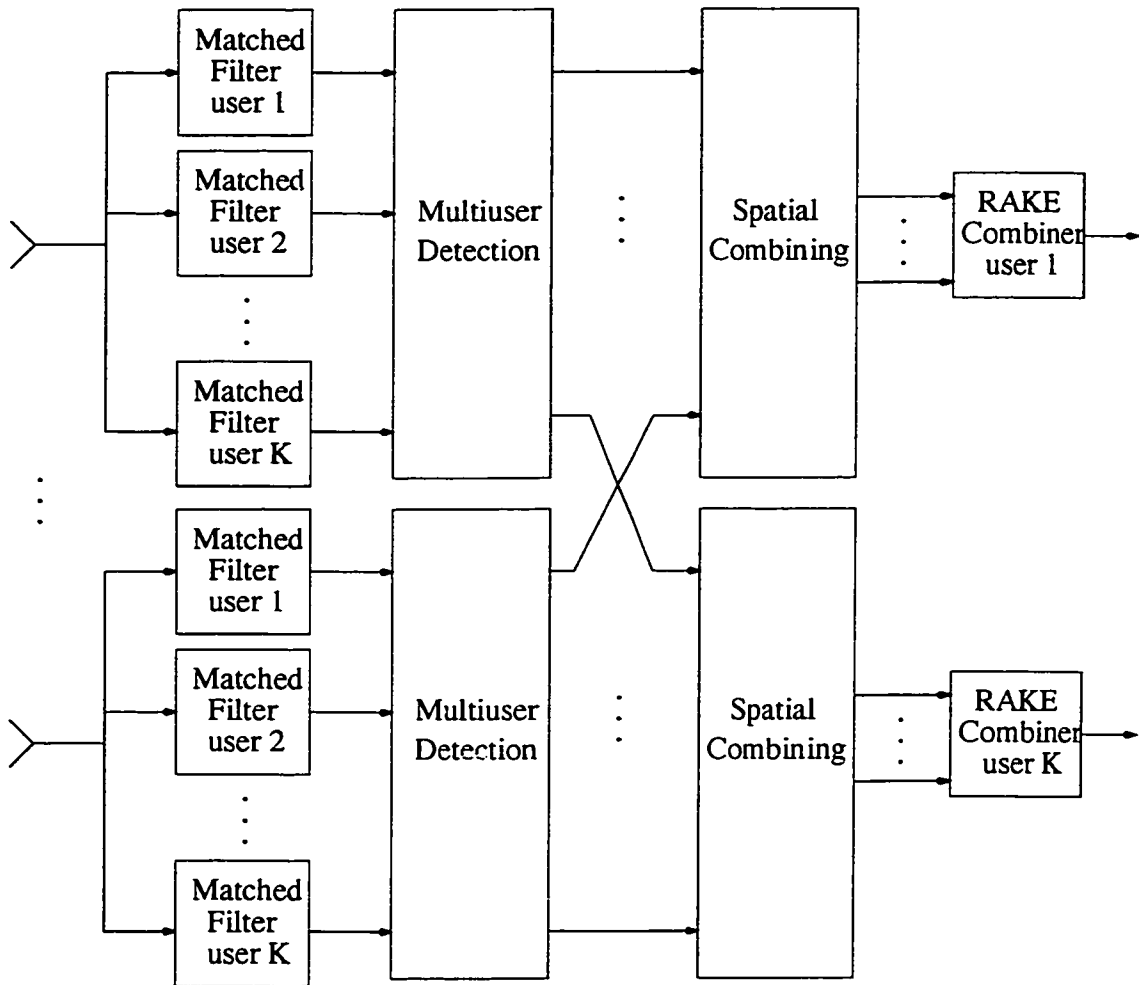 Matched
Filter
user 1
Matched
Filter
user 2
Matched
Filter
user K
Multiuser
Detection
Spatial
Combining
RAKE
Combiner
user 1
Matched
Filter
user 1
Matched
Filter
user 2
Matched
Filter
user K
Multiuser
Detection
Spatial
Combining
RAKE
Combiner
user K